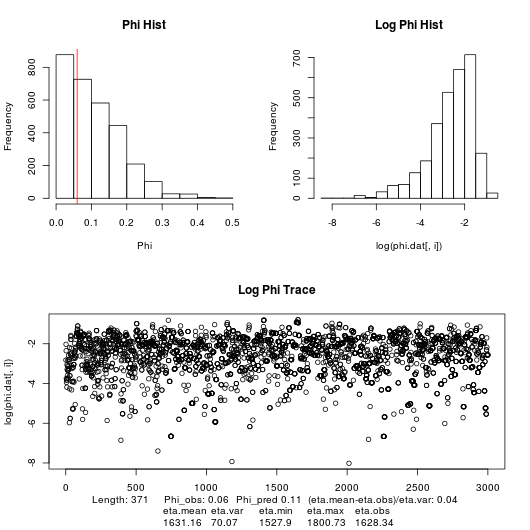 Phi Hist
Log Phi Hist
Frequency
0 200 400 600 800
0.0 0.1 0.2 0.3 0.4 0.5
Phi
Frequency
0 100 300 500 700
-8 -6 -4 -2
log(phi.dat[, i])
Log Phi Trace
log(phi.dat[, i])
-2
-4
-6
-8
0 500 1000 1500 2000 2500 3000
Length: 371 Phi_obs: 0.06 Phi_pred 0.11 (eta.mean-eta.obs)/eta.var: 0.04
eta.mean eta.var eta.min eta.max eta.obs
1631.16 70.07 1527.9 1800.73 1628.34